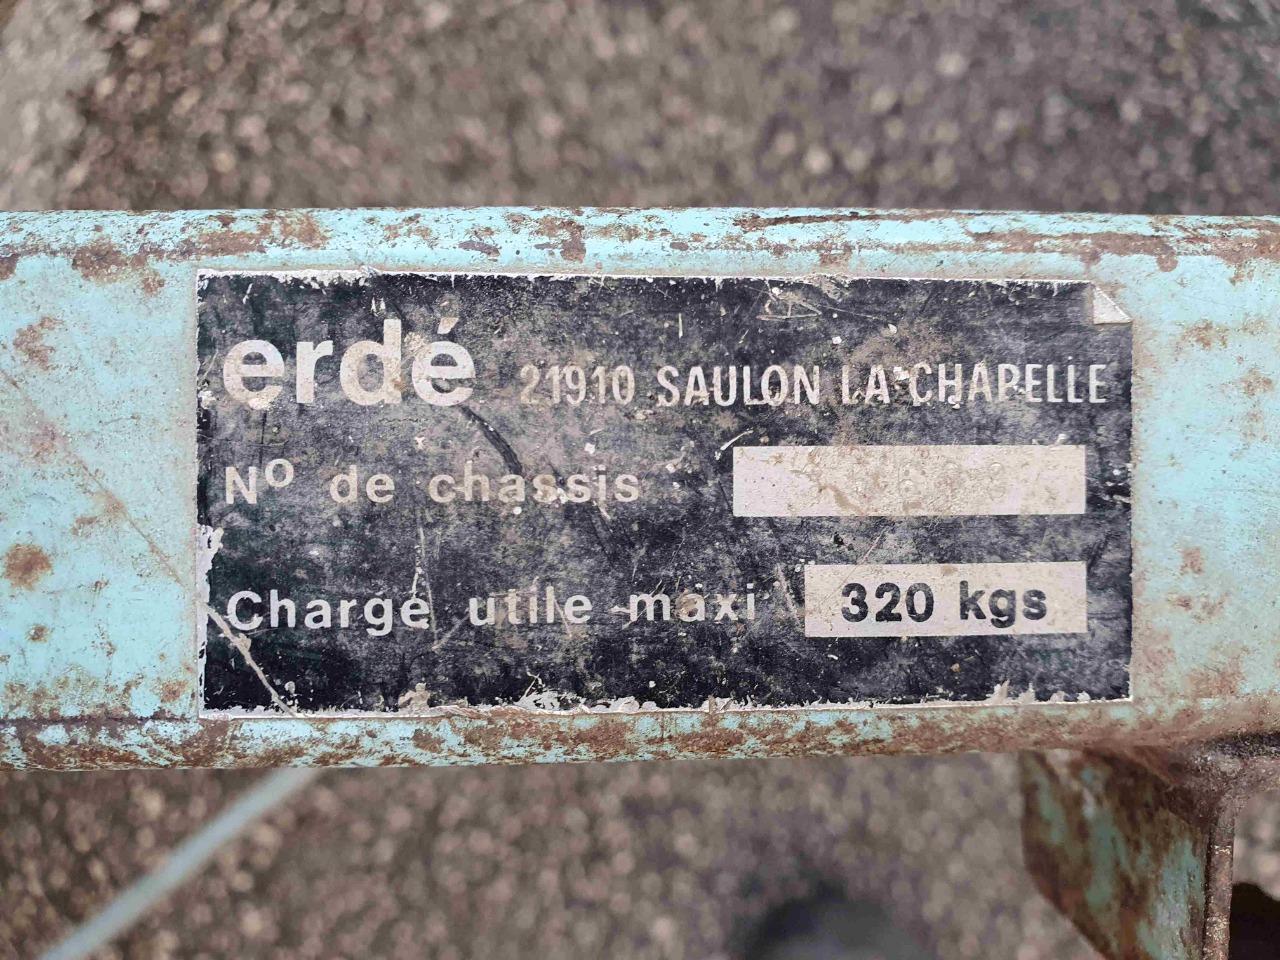 erdé 21910 SAULON LA CHAPELLE
Nº de chassis
Charge utile maxi 320 kgs